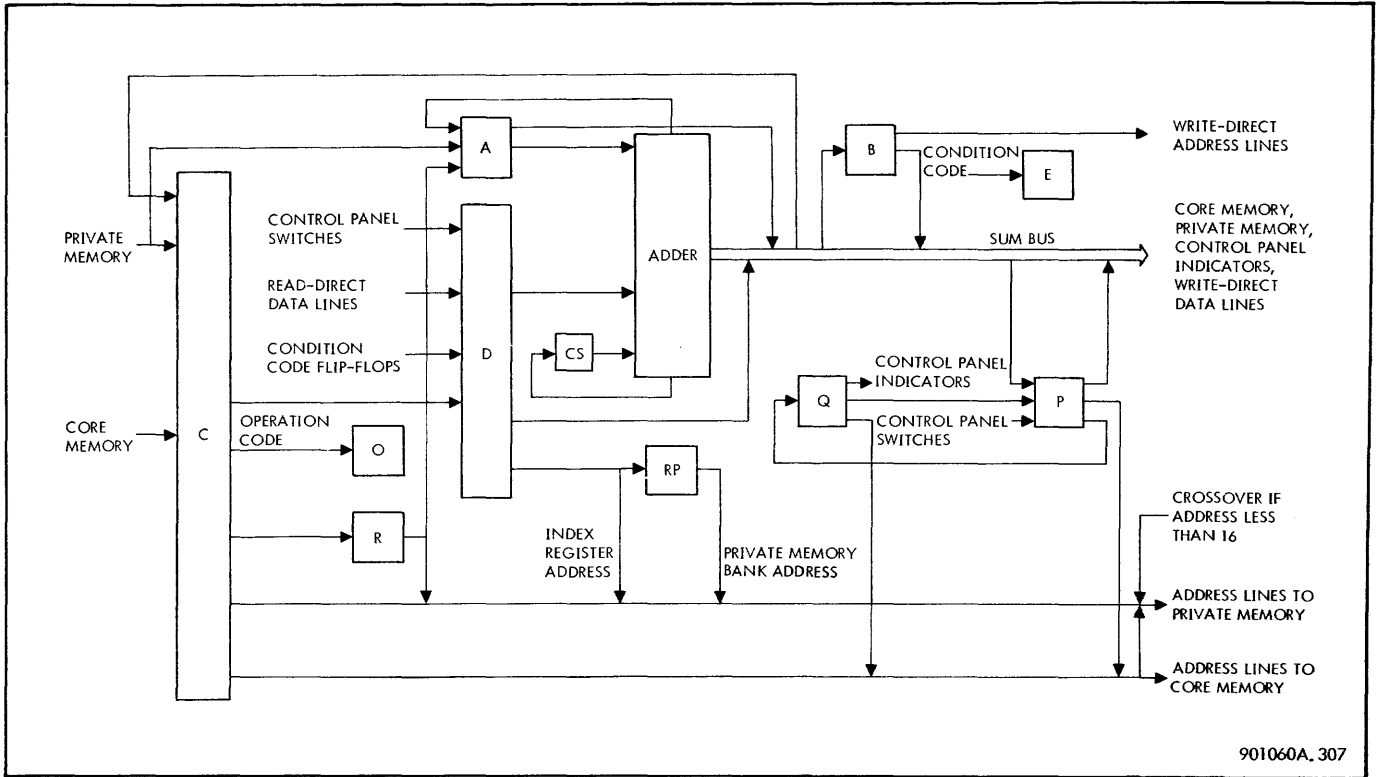 A
B
WRITE-DIRECT
ADDRESS LINES
CONDITION
CODE
E
PRIVATE
MEMORY
CONTROL PANEL
SWITCHES
ADDER
SUM BUS
CORE MEMORY,
PRIVATE MEMORY,
CONTROL PANEL
INDICATORS,
WRITE-DIRECT
DATA LINES
READ-DIRECT
DATA LINES
CONDITION
CODE FLIP-FLOPS
D
CS
CONTROL PANEL
INDICATORS
Q
P
CONTROL PANEL
SWITCHES
CORE
MEMORY
C
OPERATION
CODE
O
RP
R
INDEX
REGISTER
ADDRESS
PRIVATE MEMORY
BANK ADDRESS
CROSSOVER IF
ADDRESS LESS
THAN 16
ADDRESS LINES TO
PRIVATE MEMORY
ADDRESS LINES TO
CORE MEMORY
901060A. 307